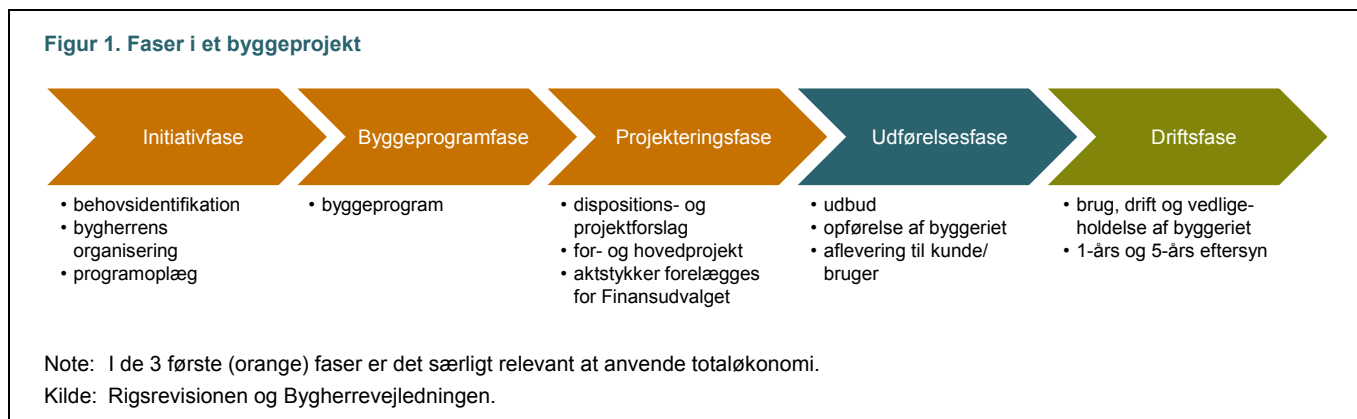 Figur 1. Faser i et byggeprojekt
Initiativfase
Byggeprogramfase
Projekteringsfase
Udførelsesfase
Driftsfase
• behovsidentifikation
• bygherrens
organisering
• programoplæg
• byggeprogram
• dispositions- og
projektforslag
• for- og hovedprojekt
• aktstykker forelægges
for Finansudvalget
• udbud
• opførelse af byggeriet
• aflevering til kunde/
bruger
• brug, drift og vedlige-
holdelse af byggeriet
• 1-års og 5-års eftersyn
Note: I de 3 første (orange) faser er det særligt relevant at anvende totaløkonomi.
Kilde: Rigsrevisionen og Bygherrevejledningen.